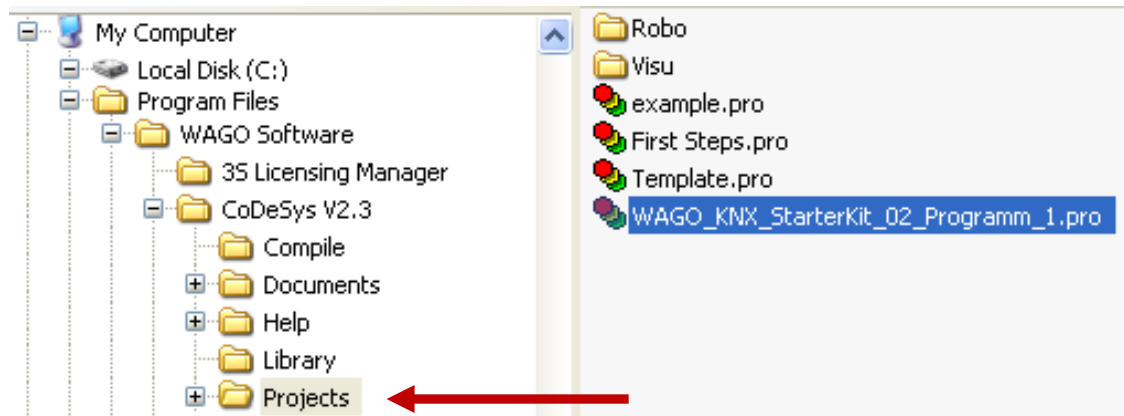 My Computer
Local Disk (C:)
Program Files
WAGO Software
3S Licensing Manager
CoDeSys V2.3
Compile
Documents
Help
Library
Projects
Robo
Visu
example.pro
First Steps.pro
Template.pro
WAGO_KNX_StarterKit_02_Programm_1.pro